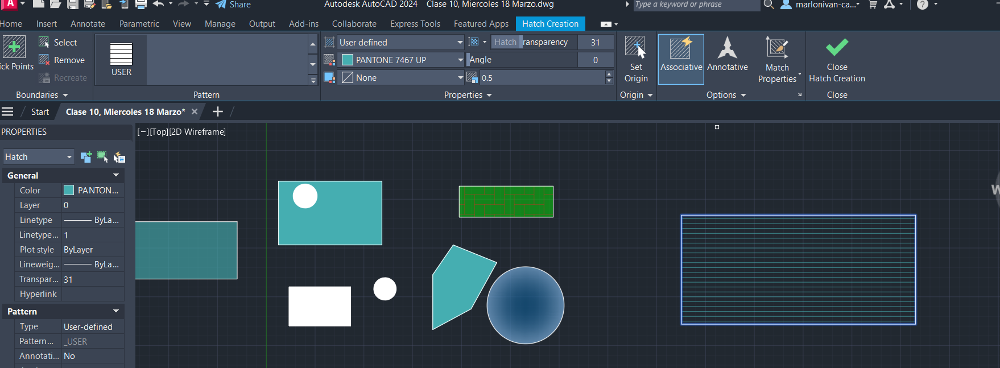 A Share Autodesk AutoCAD 2024 Clase 10, Miercoles 18 Marzo.dwg Type a keyword or phrase marlonivan-ca... ?
Home Insert Annotate Parametric View Manage Output Add-ins Collaborate Express Tools Featured Apps Hatch Creation
ick Points
Select
Remove
Recreate
Boundaries
USER
Pattern
User defined
Hatch Transparency 31
PANTONE 7467 UP
Angle 0
None
0.5
Properties
Set
Origin
Origin
Associative
Annotative
Match
Properties
Options
Close
Hatch Creation
Close
Start Clase 10, Miercoles 18 Marzo*
PROPERTIES
[−][Top][2D Wireframe]
Hatch
General
Color PANTON...
Layer 0
Linetype ByLa...
Linetype... 1
Plot style ByLayer
Lineweig... ByLa...
Transpar... 31
Hyperlink
Pattern
Type User-defined
Pattern... _USER
Annotati... No
W